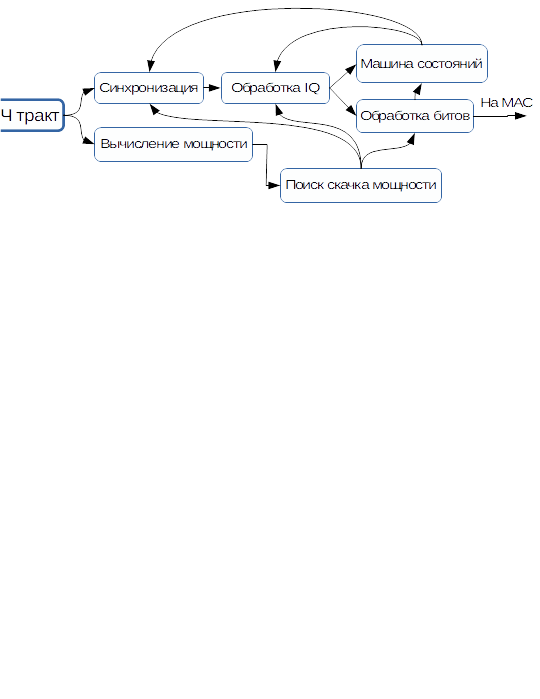 Машина состояний
Синхронизация
Обработка IQ
На MAC
Ч тракт
Обработка битов
Вычисление мощности
Поиск скачка мощности